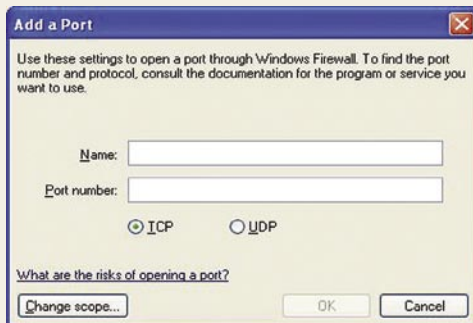 Add a Port
Use these settings to open a port through Windows Firewall. To find the port
number and protocol, consult the documentation for the program or service you
want to use.
Name:
Port number:
TCP
UDP
What are the risks of opening a port?
Change scope...
OK
Cancel